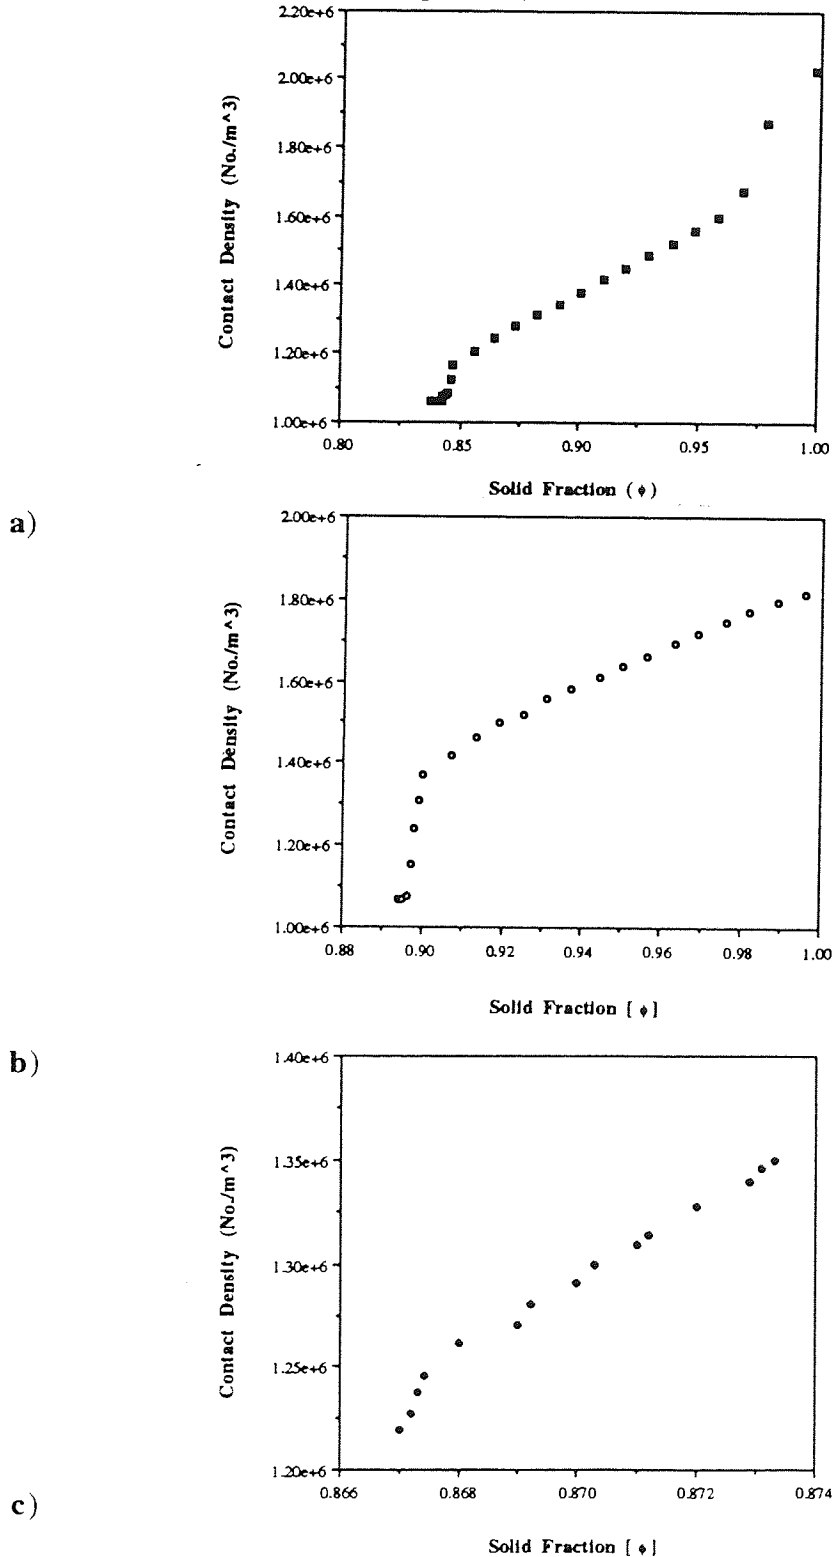 2.20e+6
2.00e+6
1.80e+6
1.60e+6
1.40e+6
1.20e+6
1.00e+6
Contact Density (No./m^3)
0.80 0.85 0.90 0.95 1.00
Solid Fraction (ϕ)
a)
2.00e+6
1.80e+6
1.60e+6
1.40e+6
1.20e+6
1.00e+6
Contact Density (No./m^3)
0.88 0.90 0.92 0.94 0.96 0.98 1.00
Solid Fraction [ϕ]
b)
1.40e+6
1.35e+6
1.30e+6
1.25e+6
1.20e+6
Contact Density (No./m^3)
0.866 0.868 0.870 0.872 0.874
Solid Fraction [ϕ]
c)